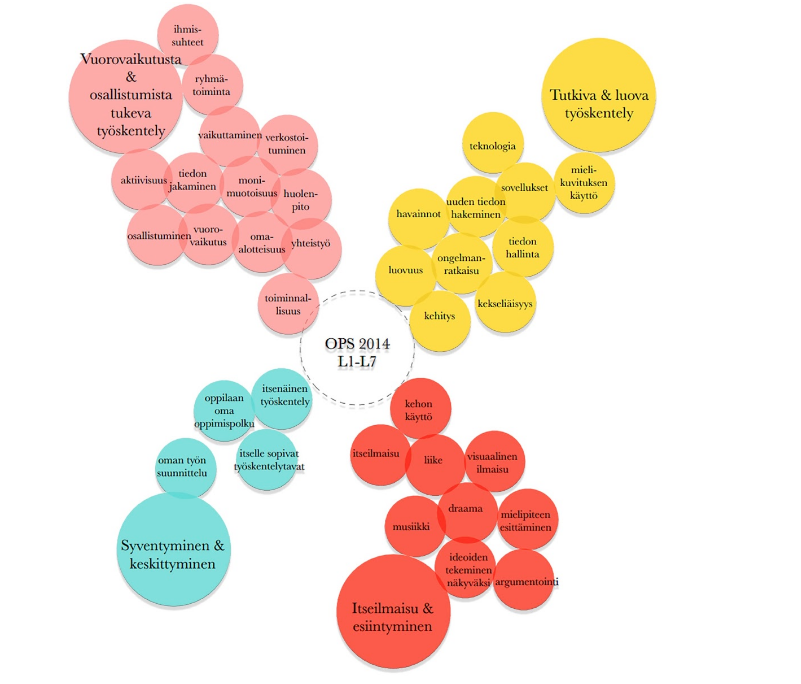 ihmis-
suhteet
Vuorovaikutusta
&
osallistumista
tukeva
työskentely
ryhmä-
toiminta
vaikuttaminen
verkostoi-
tuminen
aktiivisuus
tiedon
jakaminen
moni-
muotoisuus
huolen-
pito
osallistuminen
vuoro-
vaikutus
oma-
alotteisuus
yhteistyö
toiminnal-
lisuus
Tutkiva & luova
työskentely
teknologia
mieli-
kuvituksen
käyttö
sovellukset
uuden tiedon
hakeminen
havainnot
tiedon
hallinta
ongelman-
ratkaisu
luovuus
kekseliäisyys
kehitys
OPS 2014
L1-L7
itsenäinen
työskentely
oppilaan
oma
oppimispolku
itselle sopivat
työskentelytavat
oman työn
suunnittelu
Syventyminen &
keskittyminen
kehon
käyttö
itseilmaisu
liike
visuaalinen
ilmaisu
draama
musiikki
mielipiteen
esittäminen
ideoiden
tekeminen
näkyväksi
argumentointi
Itseilmaisu &
esiintyminen